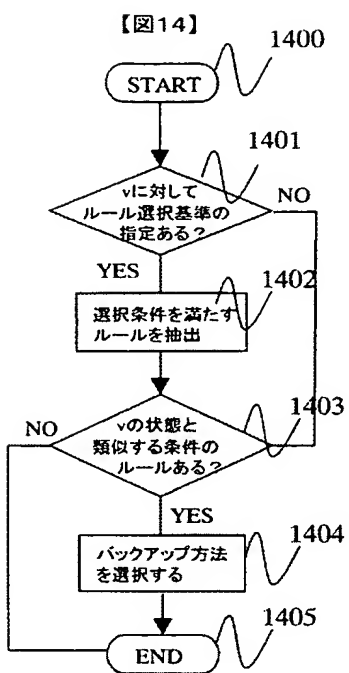 【図14】
1400
START
1401
vに対して
ルール選択基準の
指定ある?
NO
YES
1402
選択条件を満たす
ルールを抽出
1403
NO
vの状態と
類似する条件の
ルールある?
YES
1404
バックアップ方法
を選択する
1405
END